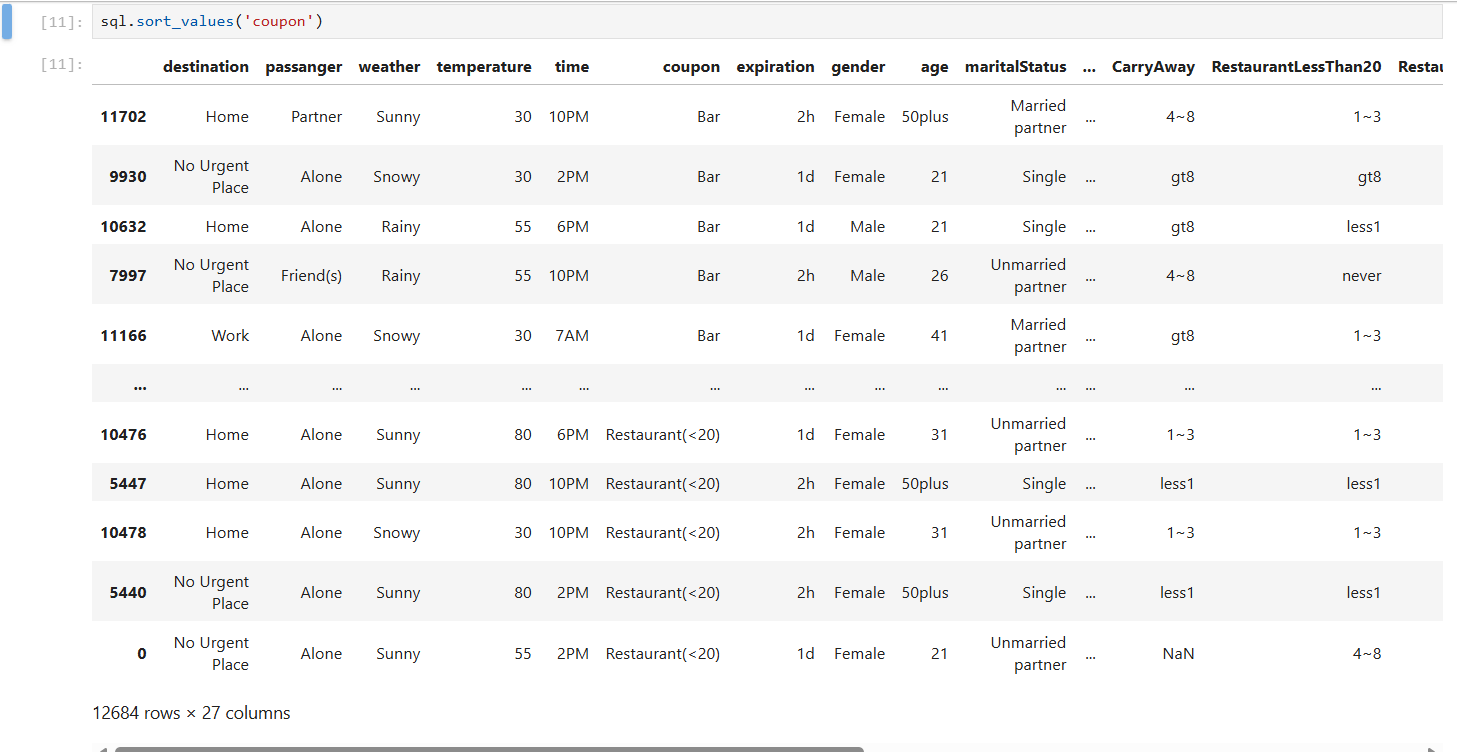 [11]: sql.sort_values('coupon')
[11]:
destination passanger weather temperature time coupon expiration gender age maritalStatus ... CarryAway RestaurantLessThan20 Restau
11702 Home Partner Sunny 30 10PM Bar 2h Female 50plus Married partner ... 4~8 1~3
9930 No Urgent Place Alone Snowy 30 2PM Bar 1d Female 21 Single ... gt8 gt8
10632 Home Alone Rainy 55 6PM Bar 1d Male 21 Single ... gt8 less1
7997 No Urgent Place Friend(s) Rainy 55 10PM Bar 2h Male 26 Unmarried partner ... 4~8 never
11166 Work Alone Snowy 30 7AM Bar 1d Female 41 Married partner ... gt8 1~3
... ... ... ... ... ... ... ... ... ... ... ... ... ...
10476 Home Alone Sunny 80 6PM Restaurant(<20) 1d Female 31 Unmarried partner ... 1~3 1~3
5447 Home Alone Sunny 80 10PM Restaurant(<20) 2h Female 50plus Single ... less1 less1
10478 Home Alone Snowy 30 10PM Restaurant(<20) 2h Female 31 Unmarried partner ... 1~3 1~3
5440 No Urgent Place Alone Sunny 80 2PM Restaurant(<20) 2h Female 50plus Single ... less1 less1
0 No Urgent Place Alone Sunny 55 2PM Restaurant(<20) 1d Female 21 Unmarried partner ... NaN 4~8
12684 rows × 27 columns